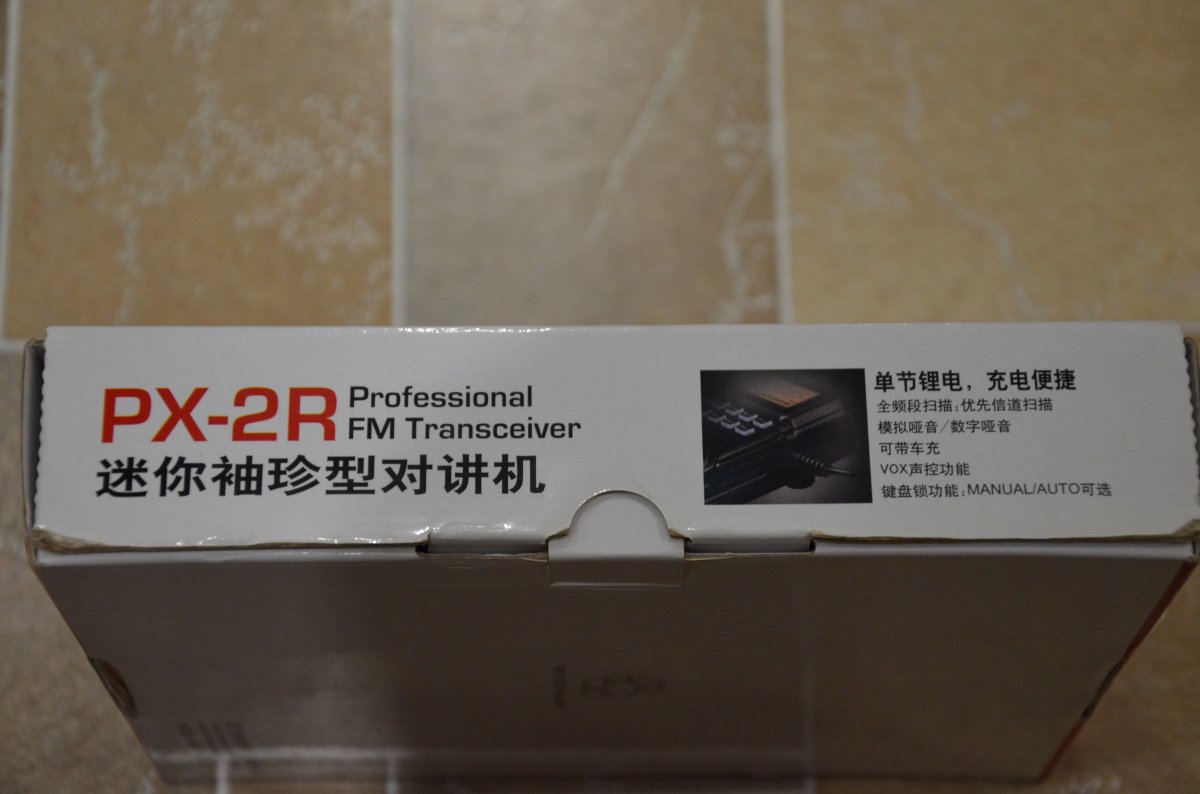 PX-2R
Professional
FM Transceiver
迷你袖珍型对讲机
单节锂电，充电便捷
全频段扫描；优先信道扫描
模拟哑音/数字哑音
可带车充
VOX声控功能
键盘锁功能：MANUAL/AUTO可选